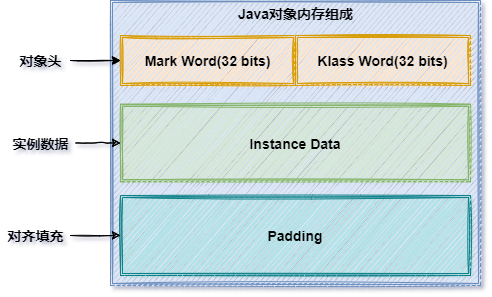 Java对象内存组成
对象头
Mark Word(32 bits)
Klass Word(32 bits)
实例数据
Instance Data
对齐填充
Padding